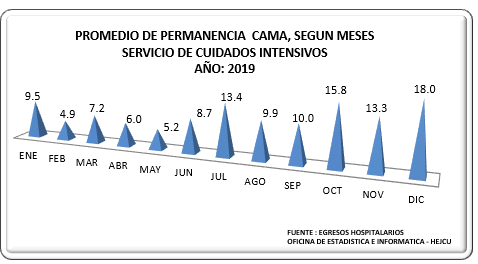 PROMEDIO DE PERMANENCIA CAMA, SEGUN MESES
SERVICIO DE CUIDADOS INTENSIVOS
AÑO: 2019
9.5
4.9
7.2
6.0
5.2
8.7
13.4
9.9
10.0
15.8
13.3
18.0
ENE
FEB
MAR
ABR
MAY
JUN
JUL
AGO
SEP
OCT
NOV
DIC
FUENTE : EGRESOS HOSPITALARIOS
OFICINA DE ESTADISTICA E INFORMATICA - HEJCU